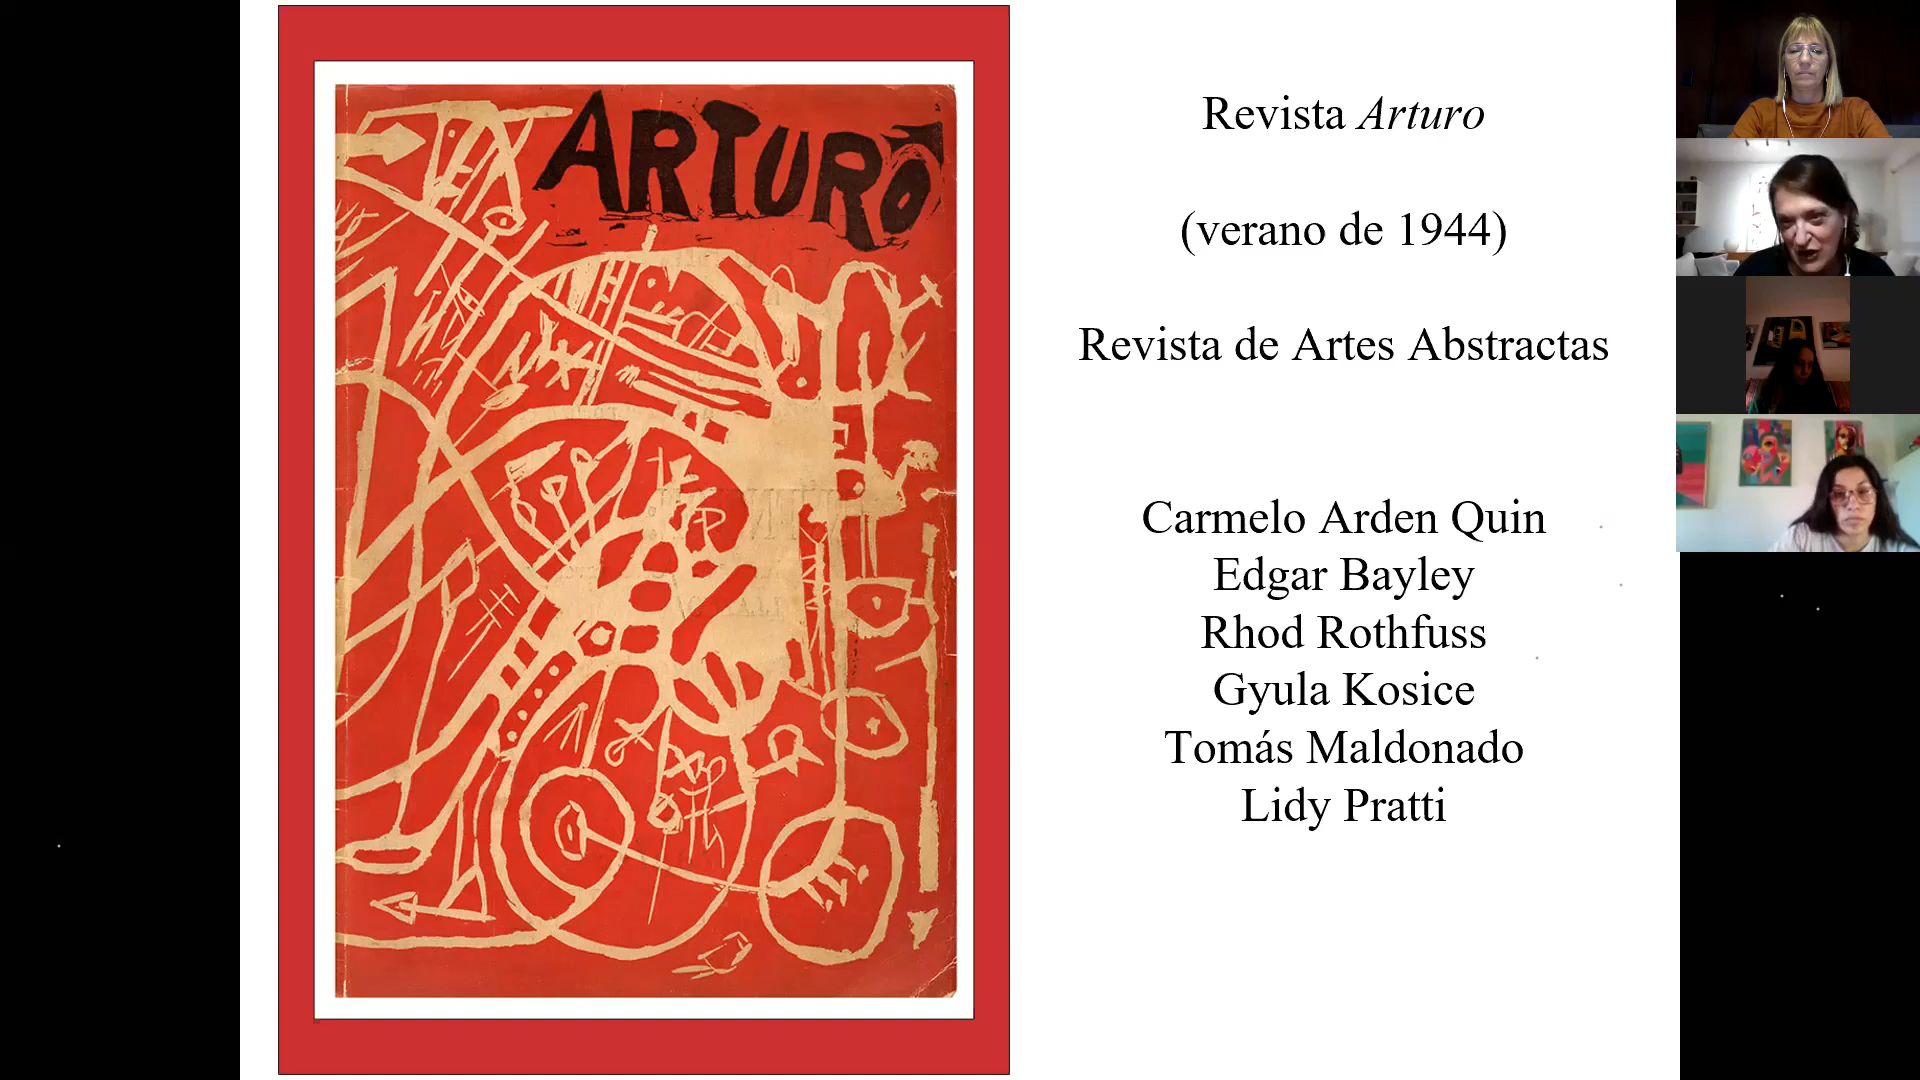 ARTURO
Revista Arturo
(verano de 1944)
Revista de Artes Abstractas
Carmelo Arden Quin
Edgar Bayley
Rhod Rothfuss
Gyula Kosice
Tomás Maldonado
Lidy Pratti